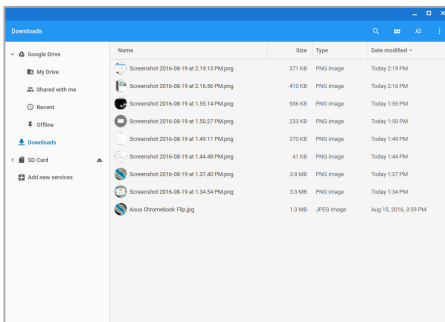 Downloads
AZ
Google Drive
My Drive
Shared with me
Recent
Offline
Downloads
SD Card
Add new services
Name Size Type Date modified
Screenshot 2016-08-19 at 2.19.13 PM.png 371 KB PNG image Today 2:19 PM
Screenshot 2016-08-19 at 2.16.56 PM.png 410 KB PNG image Today 2:16 PM
Screenshot 2016-08-19 at 1.55.14 PM.png 936 KB PNG image Today 1:55 PM
Screenshot 2016-08-19 at 1.50.27 PM.png 233 KB PNG image Today 1:50 PM
Screenshot 2016-08-19 at 1.49.11 PM.png 270 KB PNG image Today 1:49 PM
Screenshot 2016-08-19 at 1.44.48 PM.png 41 KB PNG image Today 1:44 PM
Screenshot 2016-08-19 at 1.37.40 PM.png 3.8 MB PNG image Today 1:37 PM
Screenshot 2016-08-19 at 1.34.54 PM.png 3.3 MB PNG image Today 1:34 PM
Asus Chromebook Flip.jpg 1.3 MB JPEG image Aug 15, 2016, 3:59 PM